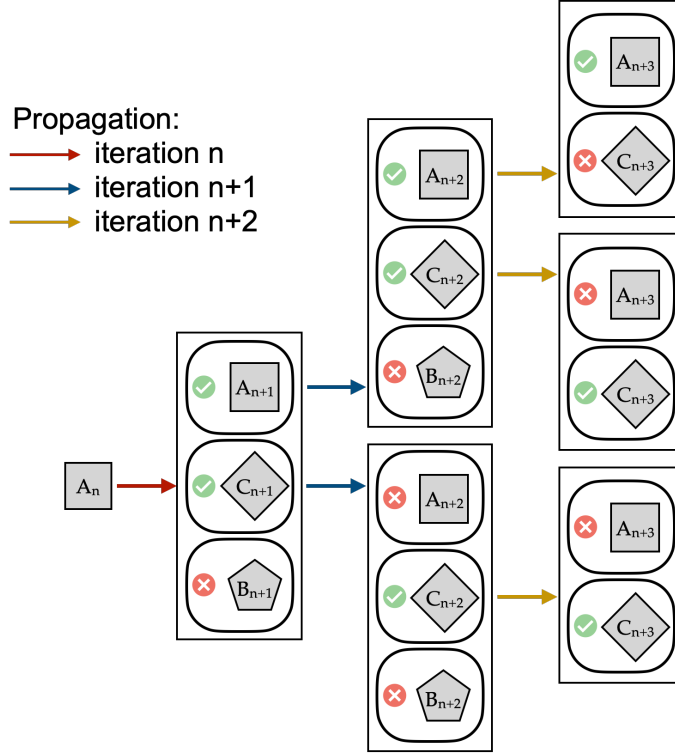 Propagation:
iteration n
iteration n+1
iteration n+2
Aₙ
Aₙ₊₁
Cₙ₊₁
Bₙ₊₁
Aₙ₊₂
Cₙ₊₂
Bₙ₊₂
Aₙ₊₂
Cₙ₊₂
Bₙ₊₂
Aₙ₊₃
Cₙ₊₃
Aₙ₊₃
Cₙ₊₃
Aₙ₊₃
Cₙ₊₃